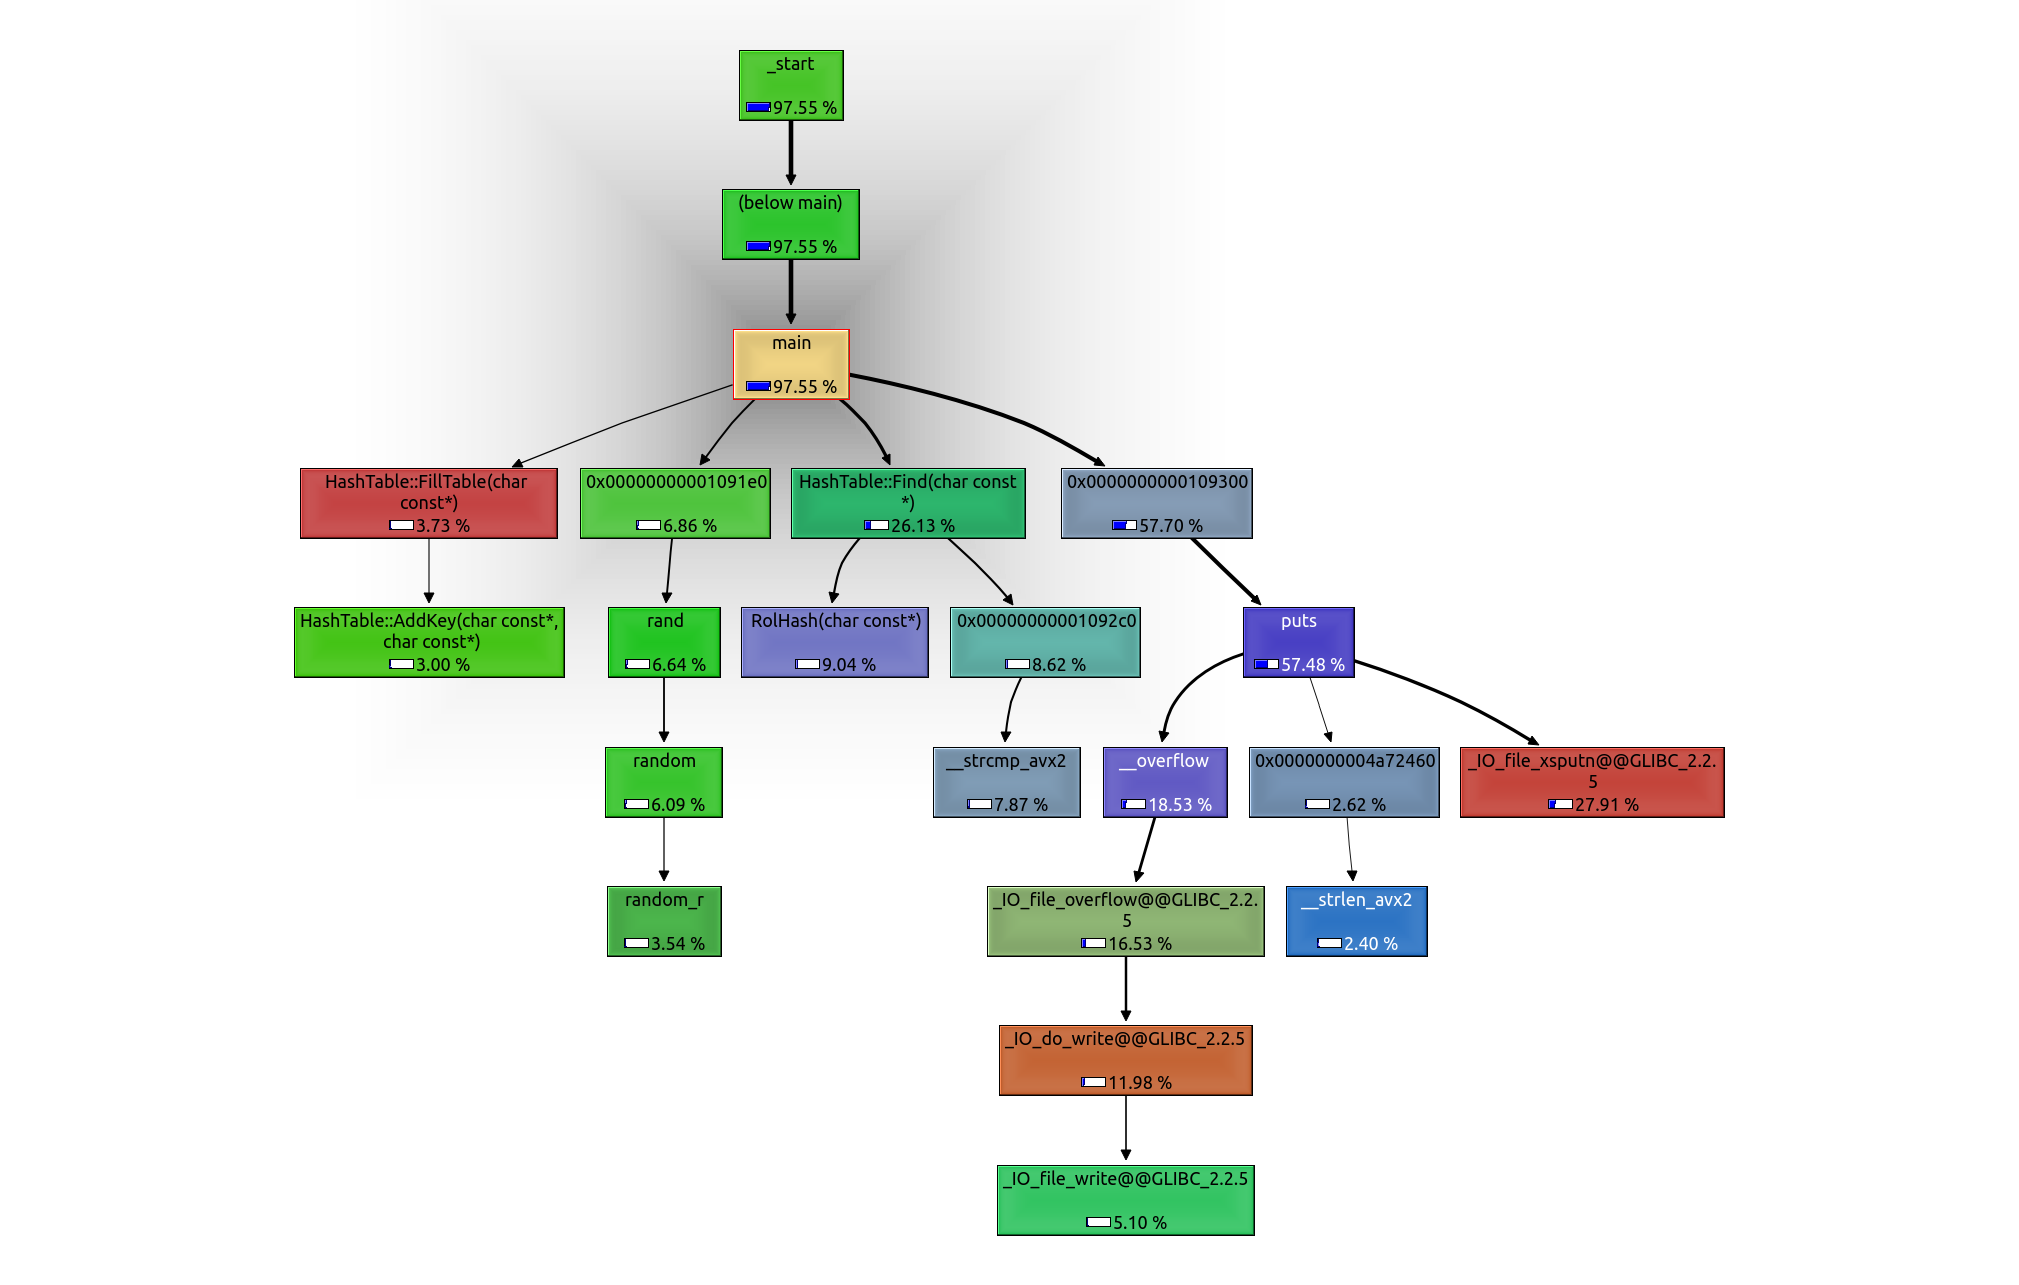 _start
97.55 %
(below main)
97.55 %
main
97.55 %
HashTable::FillTable(char
const*)
3.73 %
0x00000000001091e0
6.86 %
HashTable::Find(char const
*)
26.13 %
0x0000000000109300
57.70 %
HashTable::AddKey(char const*,
char const*)
3.00 %
rand
6.64 %
RolHash(char const*)
9.04 %
0x00000000001092c0
8.62 %
puts
57.48 %
random
6.09 %
__strcmp_avx2
7.87 %
__overflow
18.53 %
0x0000000004a72460
2.62 %
_IO_file_xsputn@@GLIBC_2.2.
5
27.91 %
random_r
3.54 %
_IO_file_overflow@@GLIBC_2.2.
5
16.53 %
__strlen_avx2
2.40 %
_IO_do_write@@GLIBC_2.2.5
11.98 %
_IO_file_write@@GLIBC_2.2.5
5.10 %